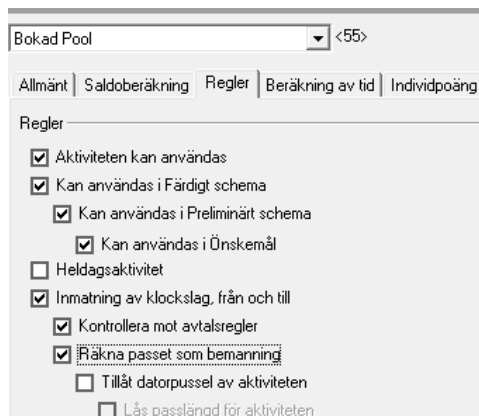 Bokad Pool <55>
Allmänt Saldoberäkning Regler Beräkning av tid Individpoäng
Regler
Aktiviteten kan användas
Kan användas i Färdigt schema
Kan användas i Preliminärt schema
Kan användas i Önskemål
Heldagsaktivitet
Inmatning av klockslag, från och till
Kontrollera mot avtalsregler
Räkna passet som bemanning
Tillåt datorpussel av aktiviteten
Lås passlängd för aktiviteten